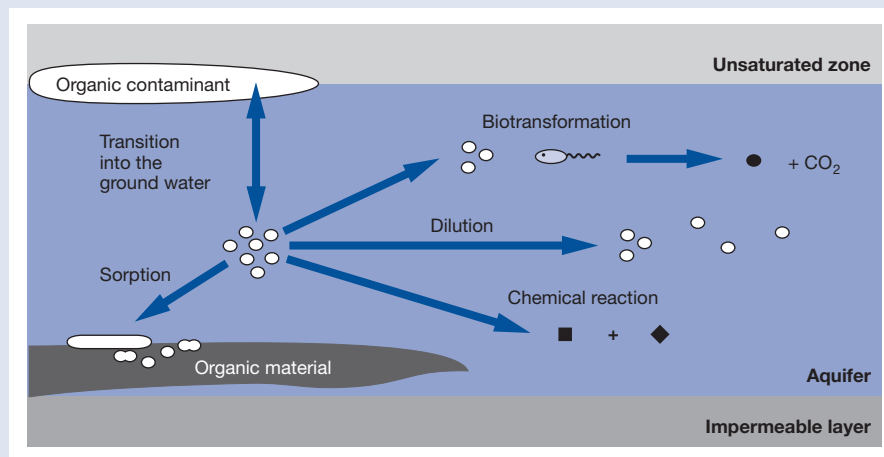 Unsaturated zone
Organic contaminant
Transition
into the
ground water
Biotransformation
+ CO₂
Dilution
Sorption
Chemical reaction
+
Organic material
Aquifer
Impermeable layer